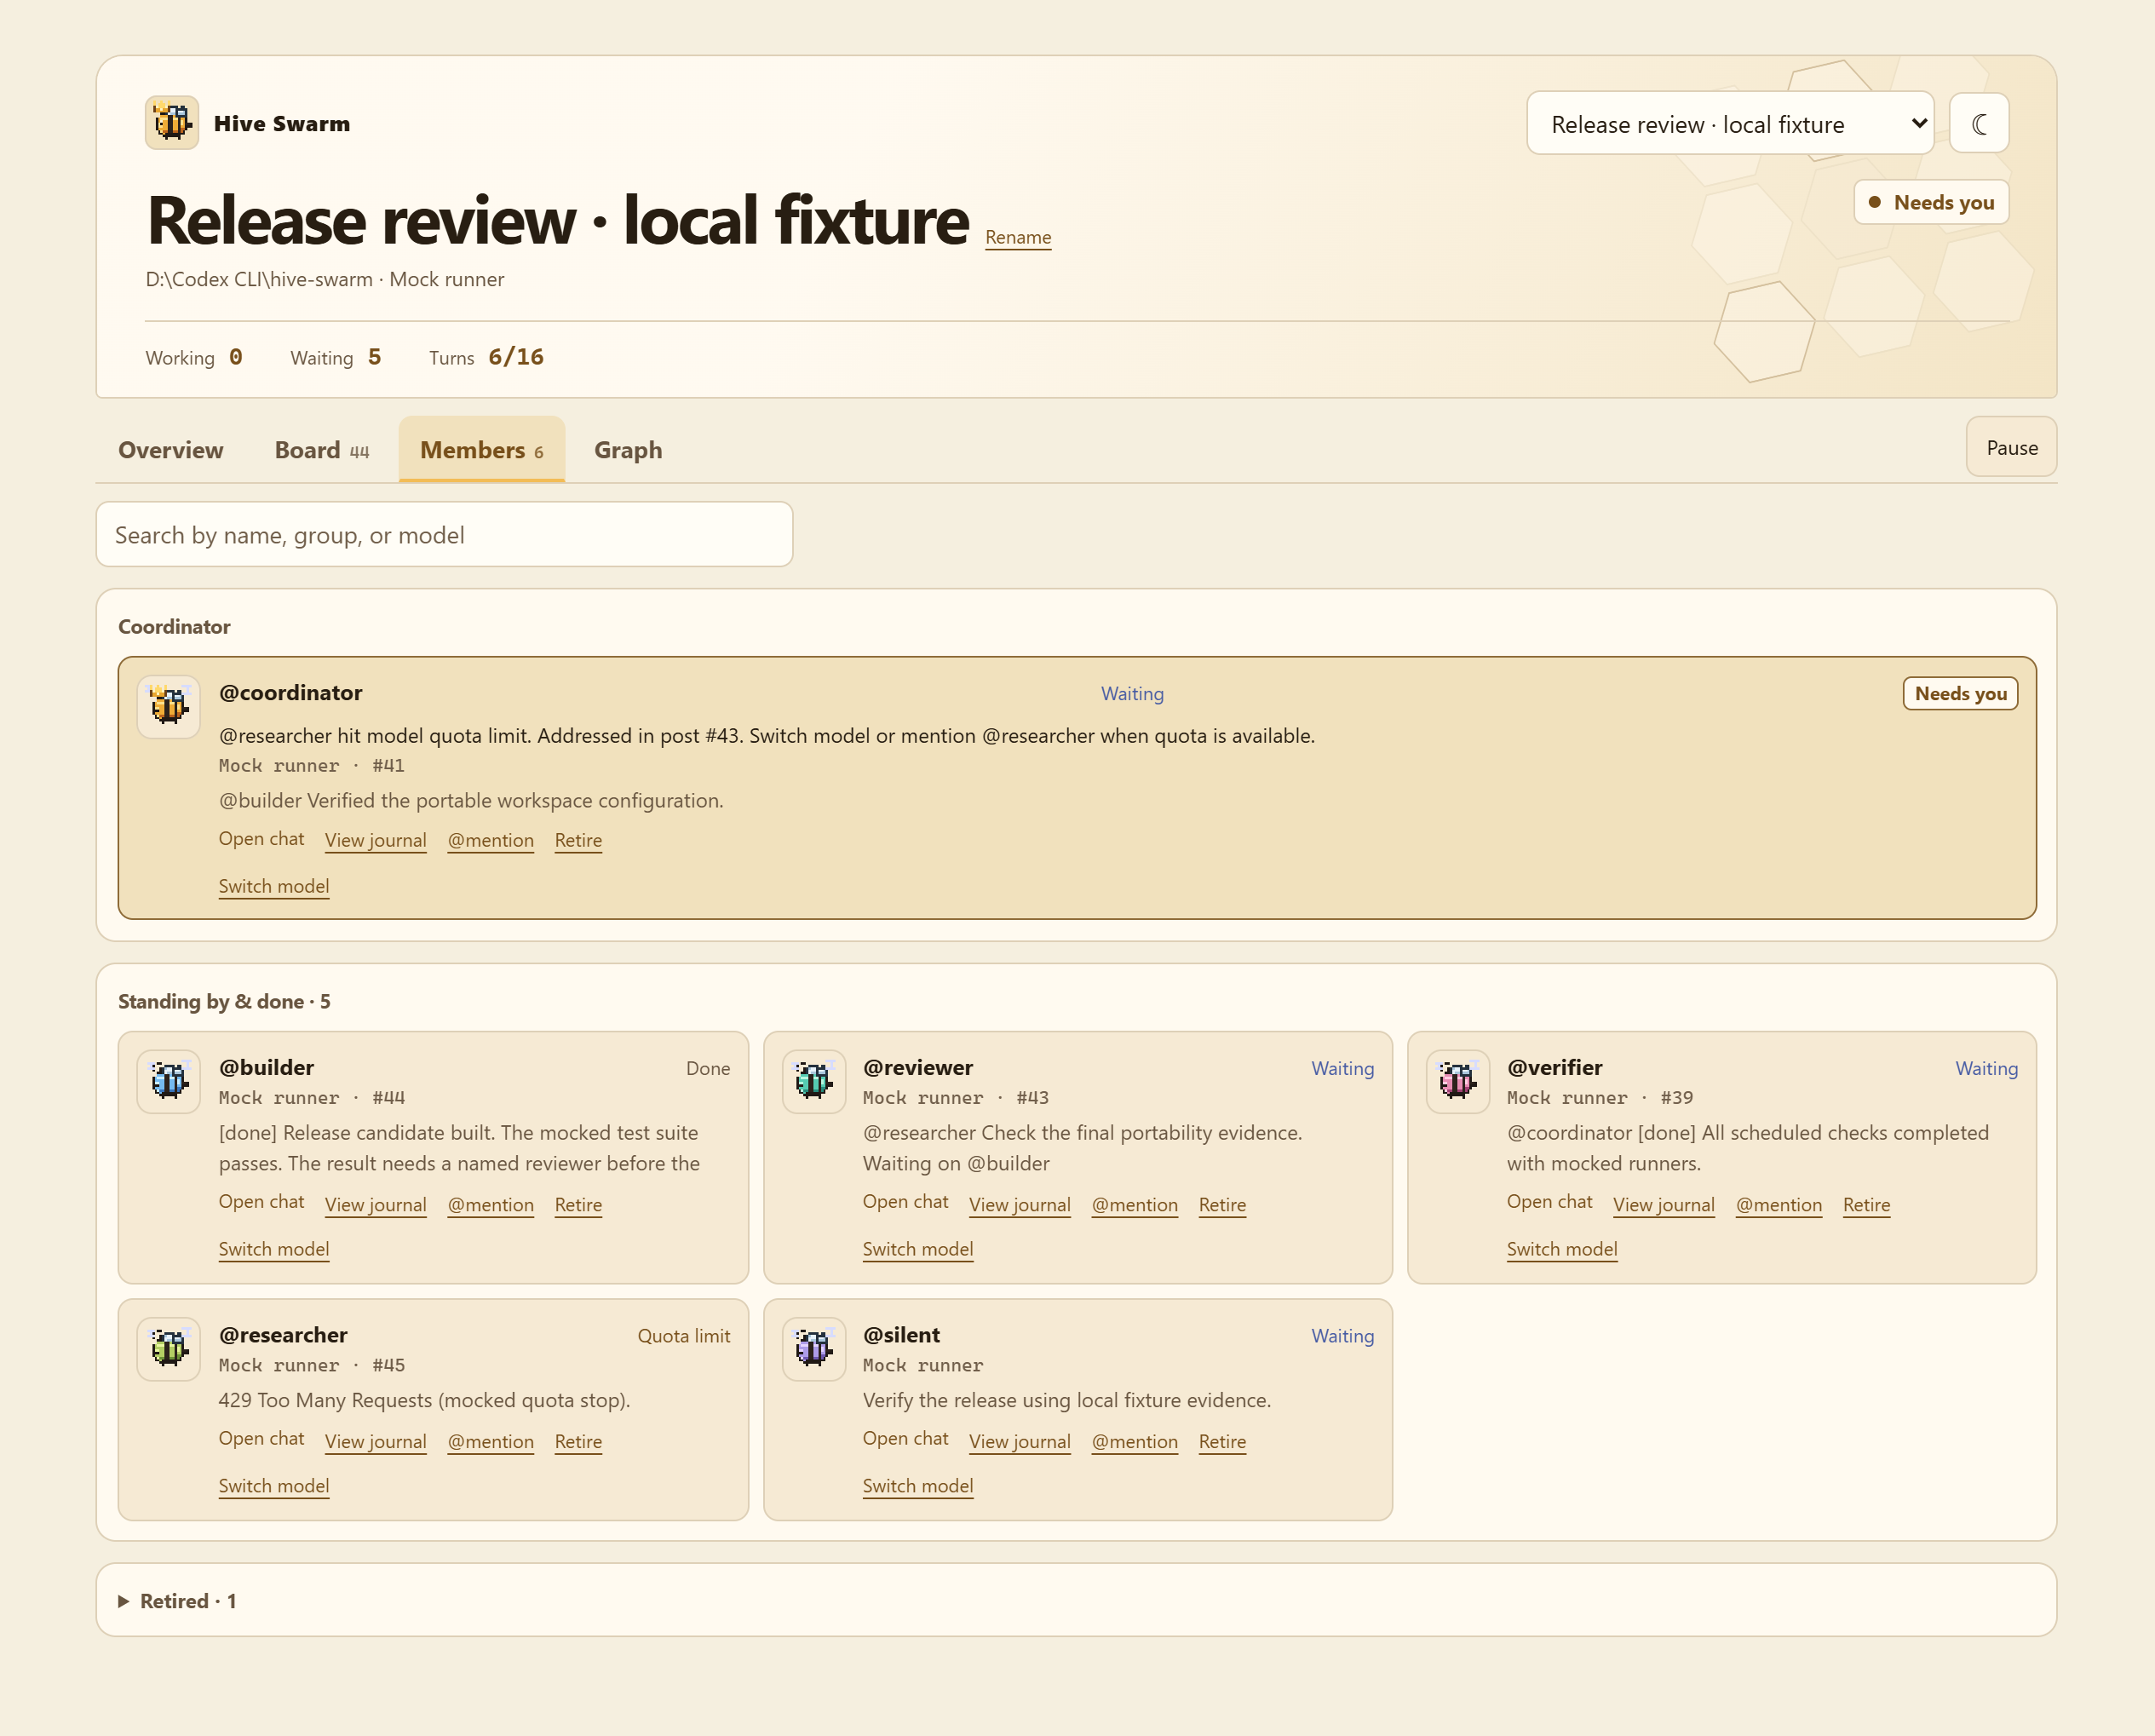 Hive Swarm
Release review · local fixture
☾
Release review · local fixture Rename
Needs you
D:\Codex CLI\hive-swarm · Mock runner
Working 0 Waiting 5 Turns 6/16
Overview Board 44 Members 6 Graph Pause
Search by name, group, or model
Coordinator
@coordinator Waiting Needs you
@researcher hit model quota limit. Addressed in post #43. Switch model or mention @researcher when quota is available.
Mock runner · #41
@builder Verified the portable workspace configuration.
Open chat View journal @mention Retire
Switch model
Standing by & done · 5
@builder Done
Mock runner · #44
[done] Release candidate built. The mocked test suite
passes. The result needs a named reviewer before the
Open chat View journal @mention Retire
Switch model
@reviewer Waiting
Mock runner · #43
@researcher Check the final portability evidence.
Waiting on @builder
Open chat View journal @mention Retire
Switch model
@verifier Waiting
Mock runner · #39
@coordinator [done] All scheduled checks completed
with mocked runners.
Open chat View journal @mention Retire
Switch model
@researcher Quota limit
Mock runner · #45
429 Too Many Requests (mocked quota stop).
Open chat View journal @mention Retire
Switch model
@silent Waiting
Mock runner
Verify the release using local fixture evidence.
Open chat View journal @mention Retire
Switch model
Retired · 1